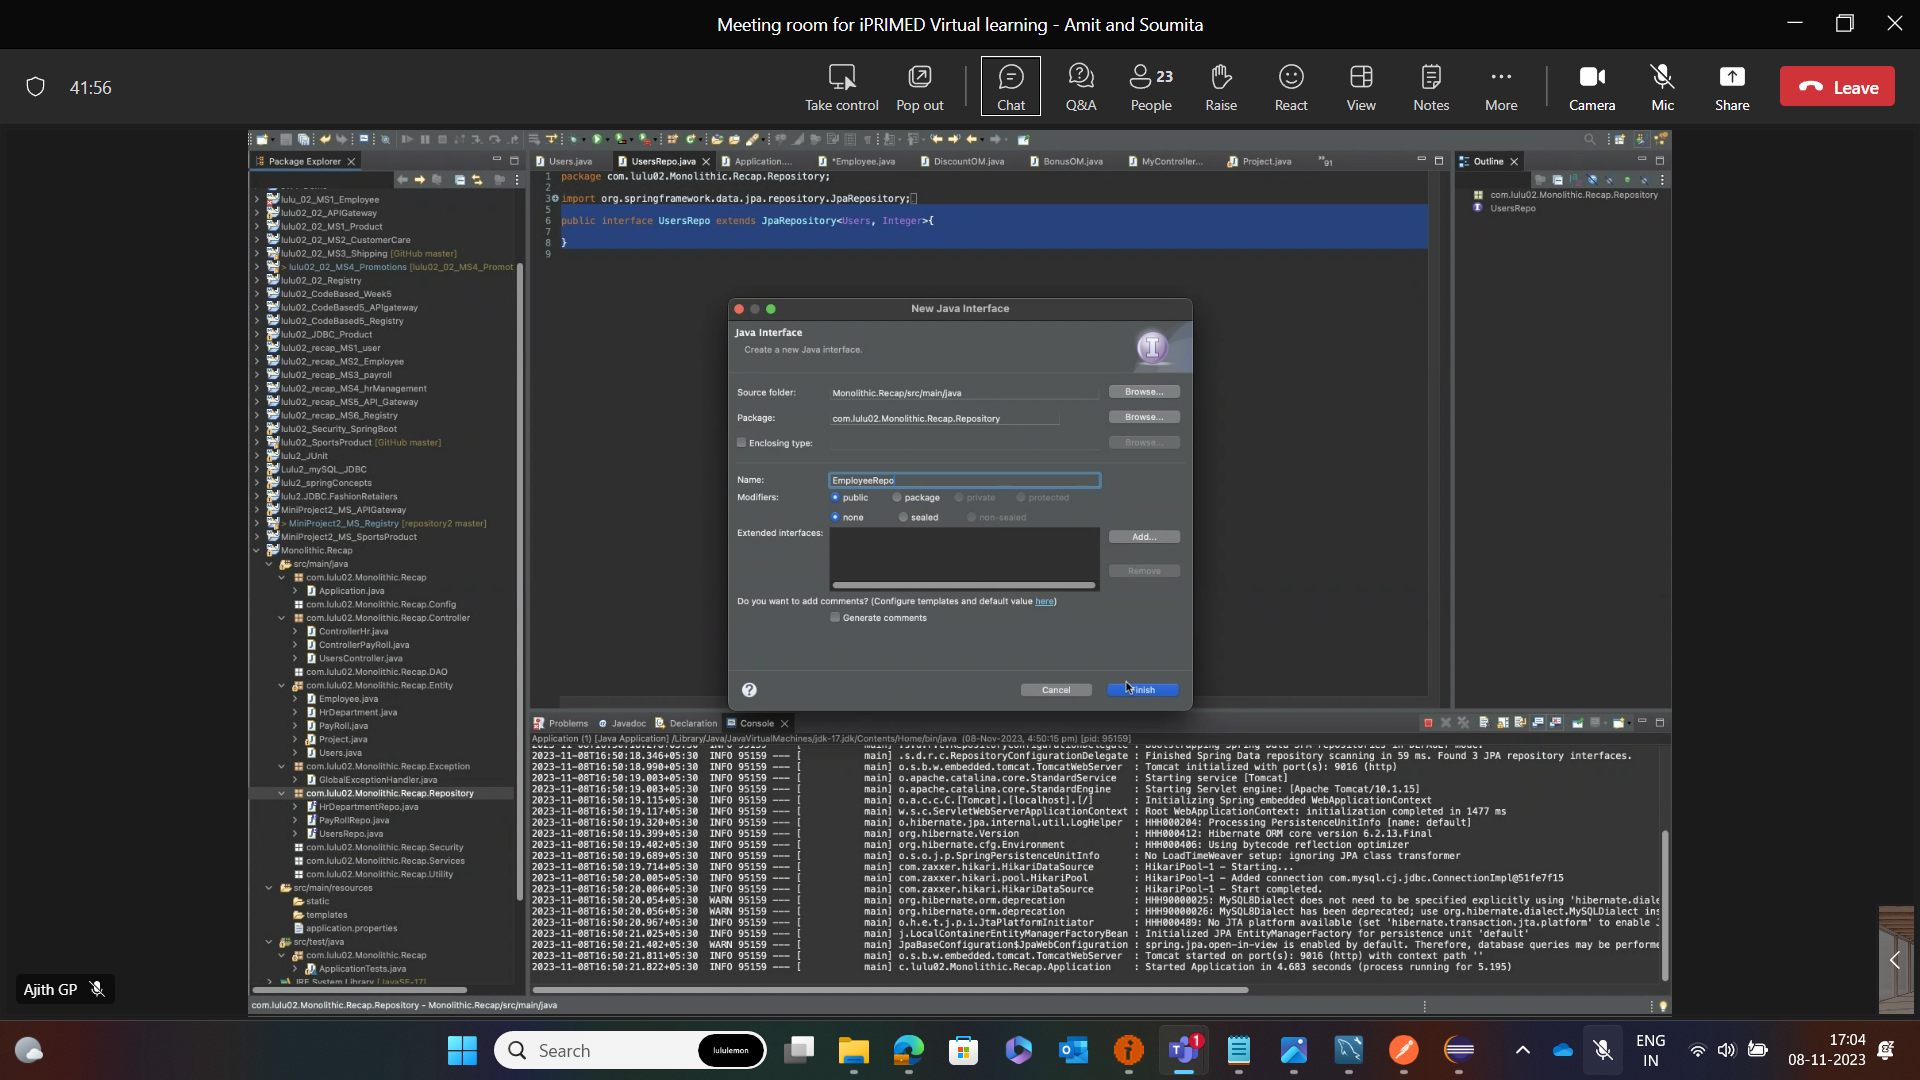 Meeting room for iPRIMED Virtual learning - Amit and Soumita
41:56
Take control
Pop out
Chat
Q&A
People 23
Raise
React
View
Notes
More
Camera
Mic
Share
Leave
Package Explorer
lulu_02_MS1_Employee
lulu02_02_APIGateway
lulu02_02_MS1_Product
lulu02_02_MS2_CustomerCare
lulu02_02_MS3_Shipping [GitHub master]
> lulu02_02_MS4_Promotions [lulu02_02_MS4_Promot
lulu02_02_Registry
lulu02_CodeBased_Week5
lulu02_CodeBased5_APIgateway
lulu02_CodeBased5_Registry
lulu02_JDBC_Product
lulu02_recap_MS1_user
lulu02_recap_MS2_Employee
lulu02_recap_MS3_payroll
lulu02_recap_MS4_hrManagement
lulu02_recap_MS5_API_Gateway
lulu02_recap_MS6_Registry
lulu02_Security_SpringBoot
lulu02_SportsProduct [GitHub master]
lulu2_JUnit
Lulu2_mySQL_JDBC
lulu2_springConcepts
lulu2.JDBC.FashionRetailers
MiniProject2_MS_APIGateway
> MiniProject2_MS_Registry [repository2 master]
MiniProject2_MS_SportsProduct
Monolithic.Recap
src/main/java
com.lulu02.Monolithic.Recap
Application.java
com.lulu02.Monolithic.Recap.Config
com.lulu02.Monolithic.Recap.Controller
ControllerHr.java
ControllerPayRoll.java
UsersController.java
com.lulu02.Monolithic.Recap.DAO
com.lulu02.Monolithic.Recap.Entity
Employee.java
HrDepartment.java
PayRoll.java
Project.java
Users.java
com.lulu02.Monolithic.Recap.Exception
GlobalExceptionHandler.java
com.lulu02.Monolithic.Recap.Repository
HrDepartmentRepo.java
PayRollRepo.java
UsersRepo.java
com.lulu02.Monolithic.Recap.Security
com.lulu02.Monolithic.Recap.Services
com.lulu02.Monolithic.Recap.Utility
src/main/resources
static
templates
application.properties
src/test/java
com.lulu02.Monolithic.Recap
ApplicationTests.java
JRE System Library [JavaSE-17]
com.lulu02.Monolithic.Recap.Repository - Monolithic.Recap/src/main/java
Users.java
UsersRepo.java
Application....
*Employee.java
DiscountOM.java
BonusOM.java
MyController...
Project.java
»91
1 package com.lulu02.Monolithic.Recap.Repository;
2
3 import org.springframework.data.jpa.repository.JpaRepository;
5
6 public interface UsersRepo extends JpaRepository<Users, Integer>{
7
8 }
9
Outline
com.lulu02.Monolithic.Recap.Repository
UsersRepo
New Java Interface
Java Interface
Create a new Java interface.
Source folder: Monolithic.Recap/src/main/java Browse...
Package: com.lulu02.Monolithic.Recap.Repository Browse...
Enclosing type: Browse...
Name: EmployeeRepo
Modifiers: public package private protected
none sealed non-sealed
Extended interfaces: Add...
Remove
Do you want to add comments? (Configure templates and default value here)
Generate comments
Cancel
Finish
Problems
Javadoc
Declaration
Console
Application (1) [Java Application] /Library/Java/JavaVirtualMachines/jdk-17.jdk/Contents/Home/bin/java (08-Nov-2023, 4:50:15 pm) [pid: 95159]
2023-11-08T16:50:18.346+05:30 INFO 95159 --- [ main] .s.d.r.c.RepositoryConfigurationDelegate : Finished Spring Data repository scanning in 59 ms. Found 3 JPA repository interfaces.
2023-11-08T16:50:18.990+05:30 INFO 95159 --- [ main] o.s.b.w.embedded.tomcat.TomcatWebServer : Tomcat initialized with port(s): 9016 (http)
2023-11-08T16:50:19.003+05:30 INFO 95159 --- [ main] o.apache.catalina.core.StandardService : Starting service [Tomcat]
2023-11-08T16:50:19.003+05:30 INFO 95159 --- [ main] o.apache.catalina.core.StandardEngine : Starting Servlet engine: [Apache Tomcat/10.1.15]
2023-11-08T16:50:19.115+05:30 INFO 95159 --- [ main] o.a.c.c.C.[Tomcat].[localhost].[/] : Initializing Spring embedded WebApplicationContext
2023-11-08T16:50:19.117+05:30 INFO 95159 --- [ main] w.s.c.ServletWebServerApplicationContext : Root WebApplicationContext: initialization completed in 1477 ms
2023-11-08T16:50:19.320+05:30 INFO 95159 --- [ main] o.hibernate.jpa.internal.util.LogHelper : HHH000204: Processing PersistenceUnitInfo [name: default]
2023-11-08T16:50:19.399+05:30 INFO 95159 --- [ main] org.hibernate.Version : HHH000412: Hibernate ORM core version 6.2.13.Final
2023-11-08T16:50:19.402+05:30 INFO 95159 --- [ main] org.hibernate.cfg.Environment : HHH000406: Using bytecode reflection optimizer
2023-11-08T16:50:19.689+05:30 INFO 95159 --- [ main] o.s.o.j.p.SpringPersistenceUnitInfo : No LoadTimeWeaver setup: ignoring JPA class transformer
2023-11-08T16:50:19.714+05:30 INFO 95159 --- [ main] com.zaxxer.hikari.HikariDataSource : HikariPool-1 - Starting...
2023-11-08T16:50:20.005+05:30 INFO 95159 --- [ main] com.zaxxer.hikari.pool.HikariPool : HikariPool-1 - Added connection com.mysql.cj.jdbc.ConnectionImpl@51fe7f15
2023-11-08T16:50:20.006+05:30 INFO 95159 --- [ main] com.zaxxer.hikari.HikariDataSource : HikariPool-1 - Start completed.
2023-11-08T16:50:20.054+05:30 WARN 95159 --- [ main] org.hibernate.orm.deprecation : HHH90000025: MySQL8Dialect does not need to be specified explicitly using 'hibernate.diale
2023-11-08T16:50:20.056+05:30 WARN 95159 --- [ main] org.hibernate.orm.deprecation : HHH90000026: MySQL8Dialect has been deprecated; use org.hibernate.dialect.MySQLDialect ins
2023-11-08T16:50:20.967+05:30 INFO 95159 --- [ main] o.h.e.t.j.p.i.JtaPlatformInitiator : HHH000489: No JTA platform available (set 'hibernate.transaction.jta.platform' to enable J
2023-11-08T16:50:21.025+05:30 INFO 95159 --- [ main] j.LocalContainerEntityManagerFactoryBean : Initialized JPA EntityManagerFactory for persistence unit 'default'
2023-11-08T16:50:21.402+05:30 WARN 95159 --- [ main] JpaBaseConfiguration$JpaWebConfiguration : spring.jpa.open-in-view is enabled by default. Therefore, database queries may be performe
2023-11-08T16:50:21.811+05:30 INFO 95159 --- [ main] o.s.b.w.embedded.tomcat.TomcatWebServer : Tomcat started on port(s): 9016 (http) with context path ''
2023-11-08T16:50:21.822+05:30 INFO 95159 --- [ main] c.lulu02.Monolithic.Recap.Application : Started Application in 4.683 seconds (process running for 5.195)
Ajith GP
Search
lululemon
1
ENG
IN
17:04
08-11-2023